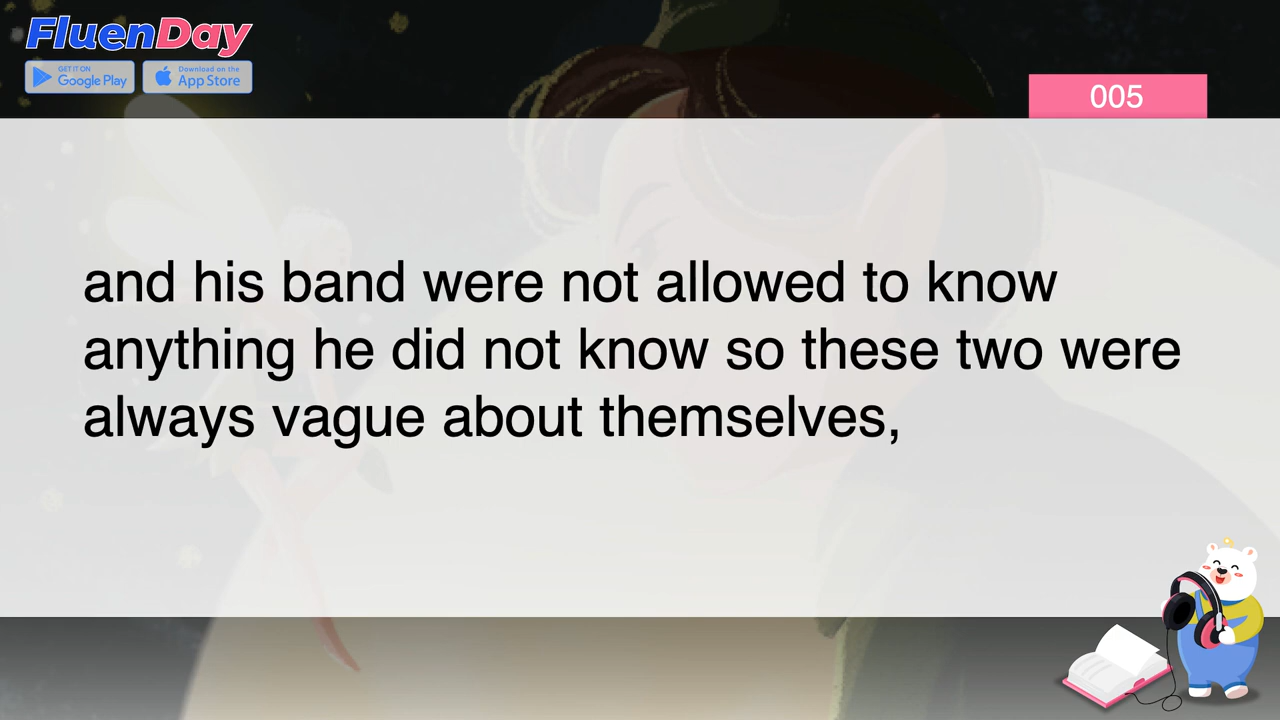 FluenDay
GET IT ON
Google Play
Download on the
App Store
005
and his band were not allowed to know
anything he did not know so these two were
always vague about themselves,